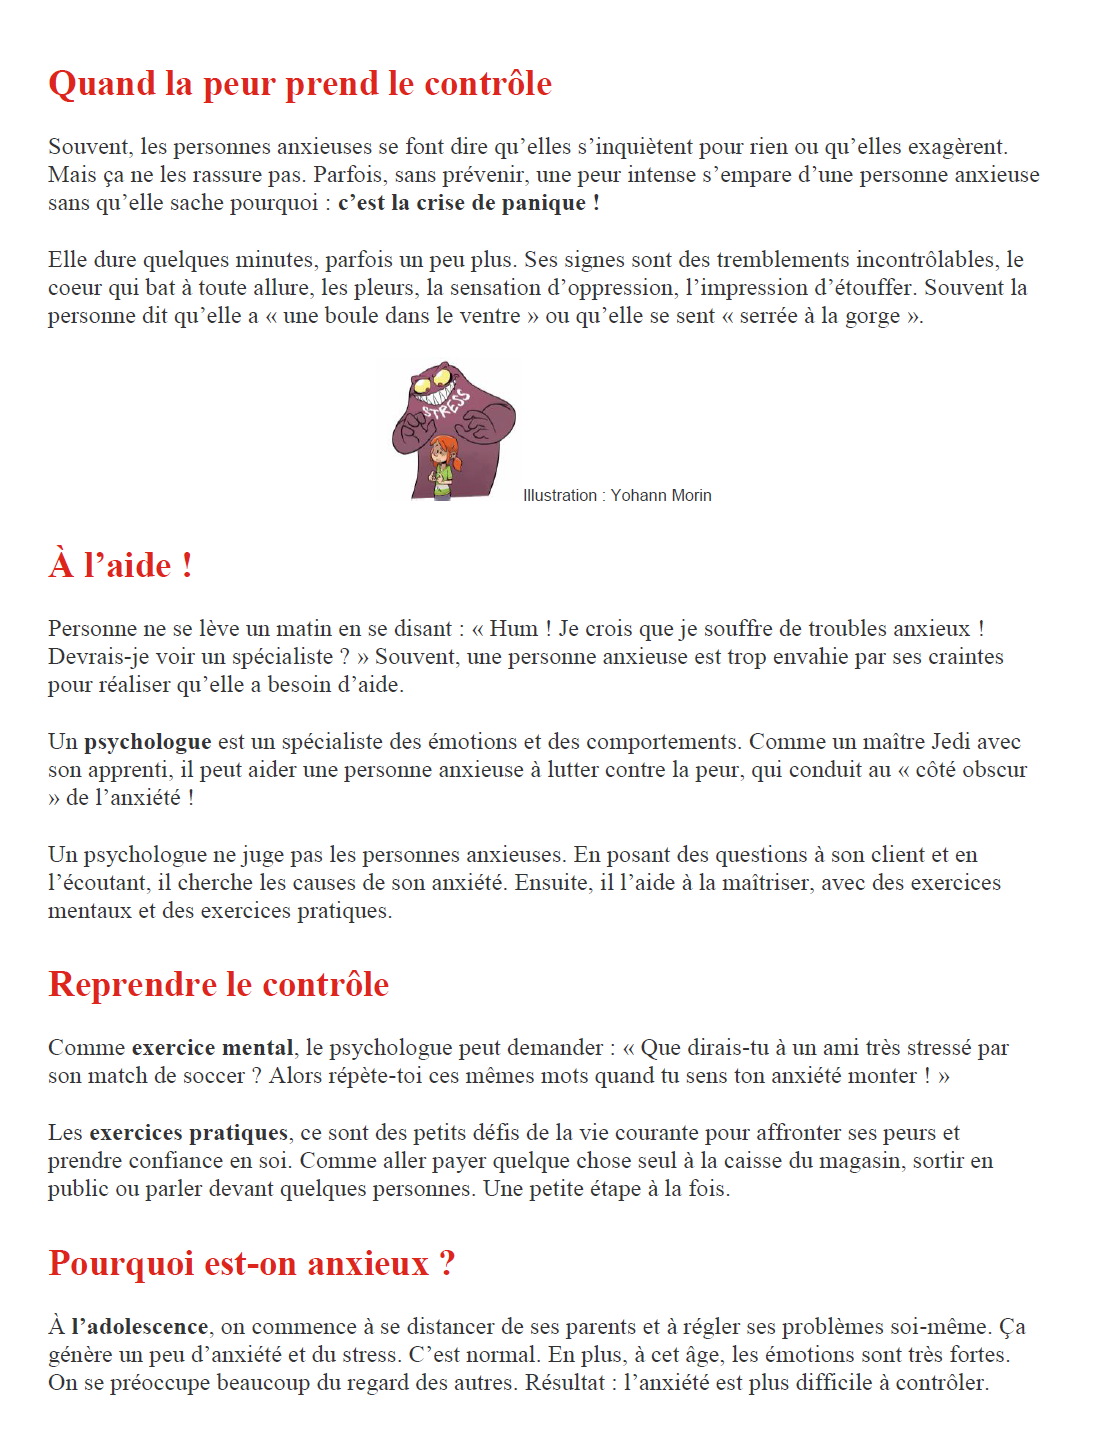 Quand la peur prend le contrôle
Souvent, les personnes anxieuses se font dire qu’elles s’inquiètent pour rien ou qu’elles exagèrent.
Mais ça ne les rassure pas. Parfois, sans prévenir, une peur intense s’empare d’une personne anxieuse
sans qu’elle sache pourquoi : c’est la crise de panique !
Elle dure quelques minutes, parfois un peu plus. Ses signes sont des tremblements incontrôlables, le
coeur qui bat à toute allure, les pleurs, la sensation d’oppression, l’impression d’étouffer. Souvent la
personne dit qu’elle a « une boule dans le ventre » ou qu’elle se sent « serrée à la gorge ».
STRESS
Illustration : Yohann Morin
À l’aide !
Personne ne se lève un matin en se disant : « Hum ! Je crois que je souffre de troubles anxieux !
Devrais-je voir un spécialiste ? » Souvent, une personne anxieuse est trop envahie par ses craintes
pour réaliser qu’elle a besoin d’aide.
Un psychologue est un spécialiste des émotions et des comportements. Comme un maître Jedi avec
son apprenti, il peut aider une personne anxieuse à lutter contre la peur, qui conduit au « côté obscur
» de l’anxiété !
Un psychologue ne juge pas les personnes anxieuses. En posant des questions à son client et en
l’écoutant, il cherche les causes de son anxiété. Ensuite, il l’aide à la maîtriser, avec des exercices
mentaux et des exercices pratiques.
Reprendre le contrôle
Comme exercice mental, le psychologue peut demander : « Que dirais-tu à un ami très stressé par
son match de soccer ? Alors répète-toi ces mêmes mots quand tu sens ton anxiété monter ! »
Les exercices pratiques, ce sont des petits défis de la vie courante pour affronter ses peurs et
prendre confiance en soi. Comme aller payer quelque chose seul à la caisse du magasin, sortir en
public ou parler devant quelques personnes. Une petite étape à la fois.
Pourquoi est-on anxieux ?
À l’adolescence, on commence à se distancer de ses parents et à régler ses problèmes soi-même. Ça
génère un peu d’anxiété et du stress. C’est normal. En plus, à cet âge, les émotions sont très fortes.
On se préoccupe beaucoup du regard des autres. Résultat : l’anxiété est plus difficile à contrôler.